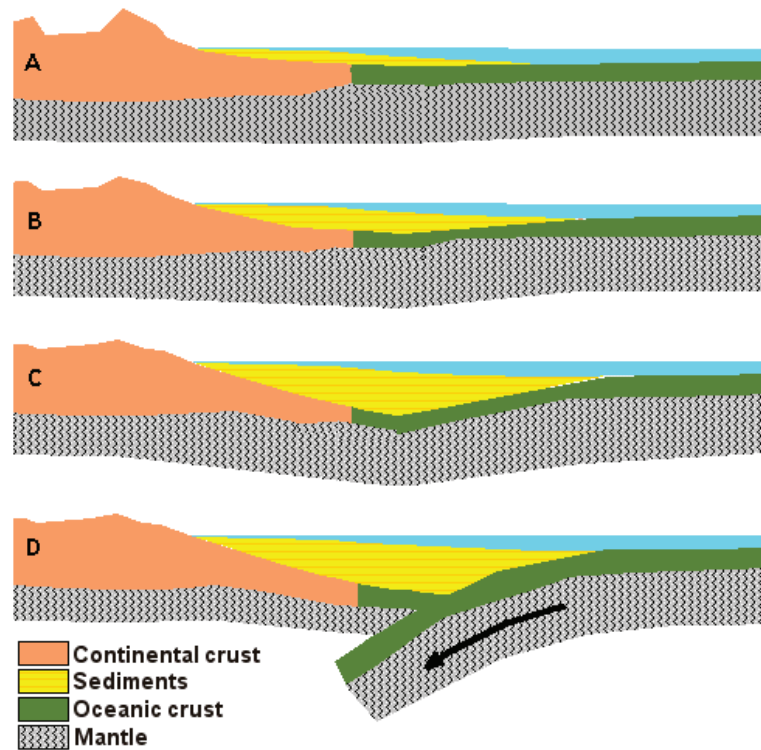 A
B
C
D
Continental crust
Sediments
Oceanic crust
Mantle